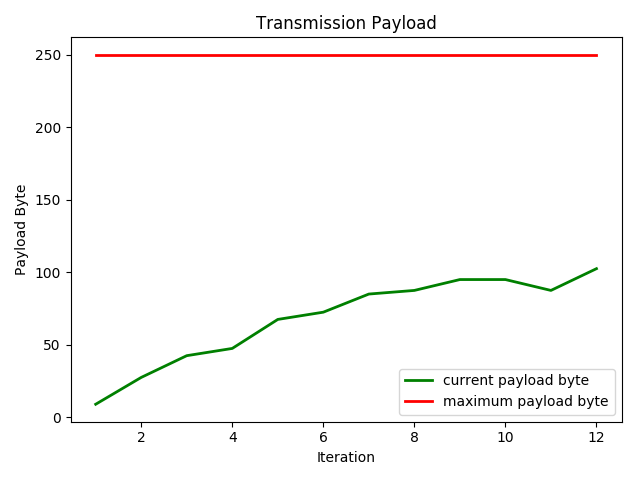 Transmission Payload
250
200
150
100
50
0
Payload Byte
current payload byte
maximum payload byte
2 4 6 8 10 12
Iteration